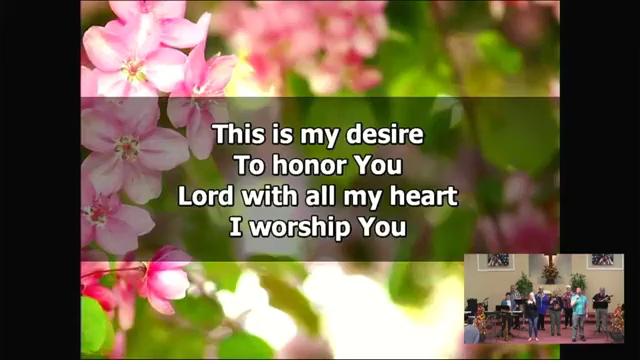 This is my desire
To honor You
Lord with all my heart
I worship You